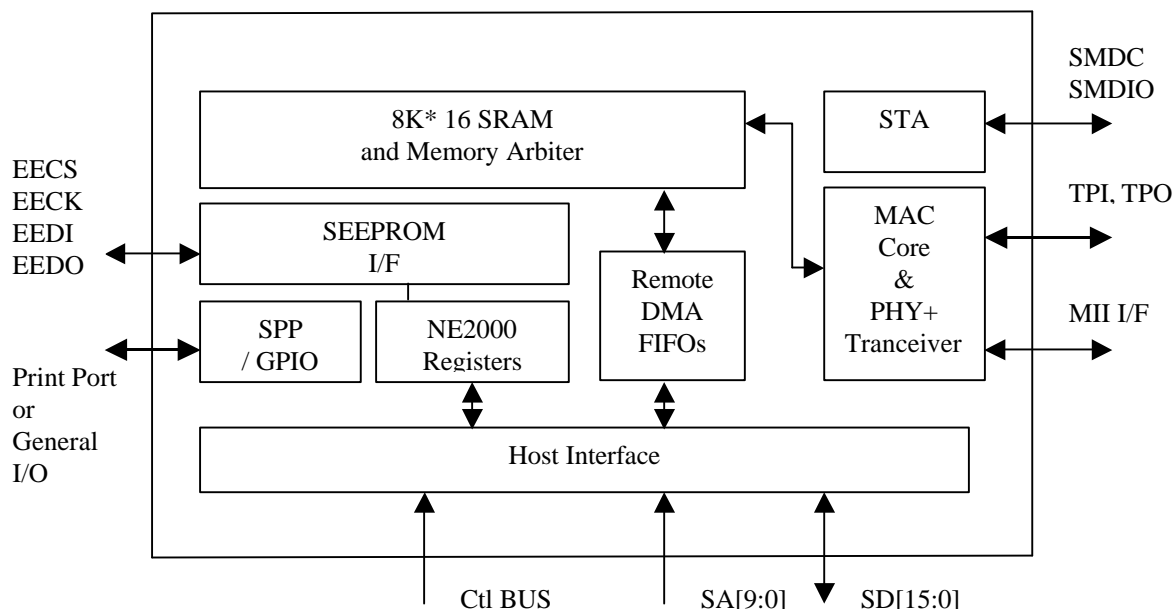 SMDC
SMDIO
8K* 16 SRAM
and Memory Arbiter
STA
EECS
EECK
EEDI
EEDO
SEEPROM
I/F
MAC
Core
&
PHY+
Tranceiver
TPI, TPO
Remote
DMA
FIFOs
MII I/F
SPP
/ GPIO
NE2000
Registers
Print Port
or
General
I/O
Host Interface
Ctl BUS
SA[9:0]
SD[15:0]